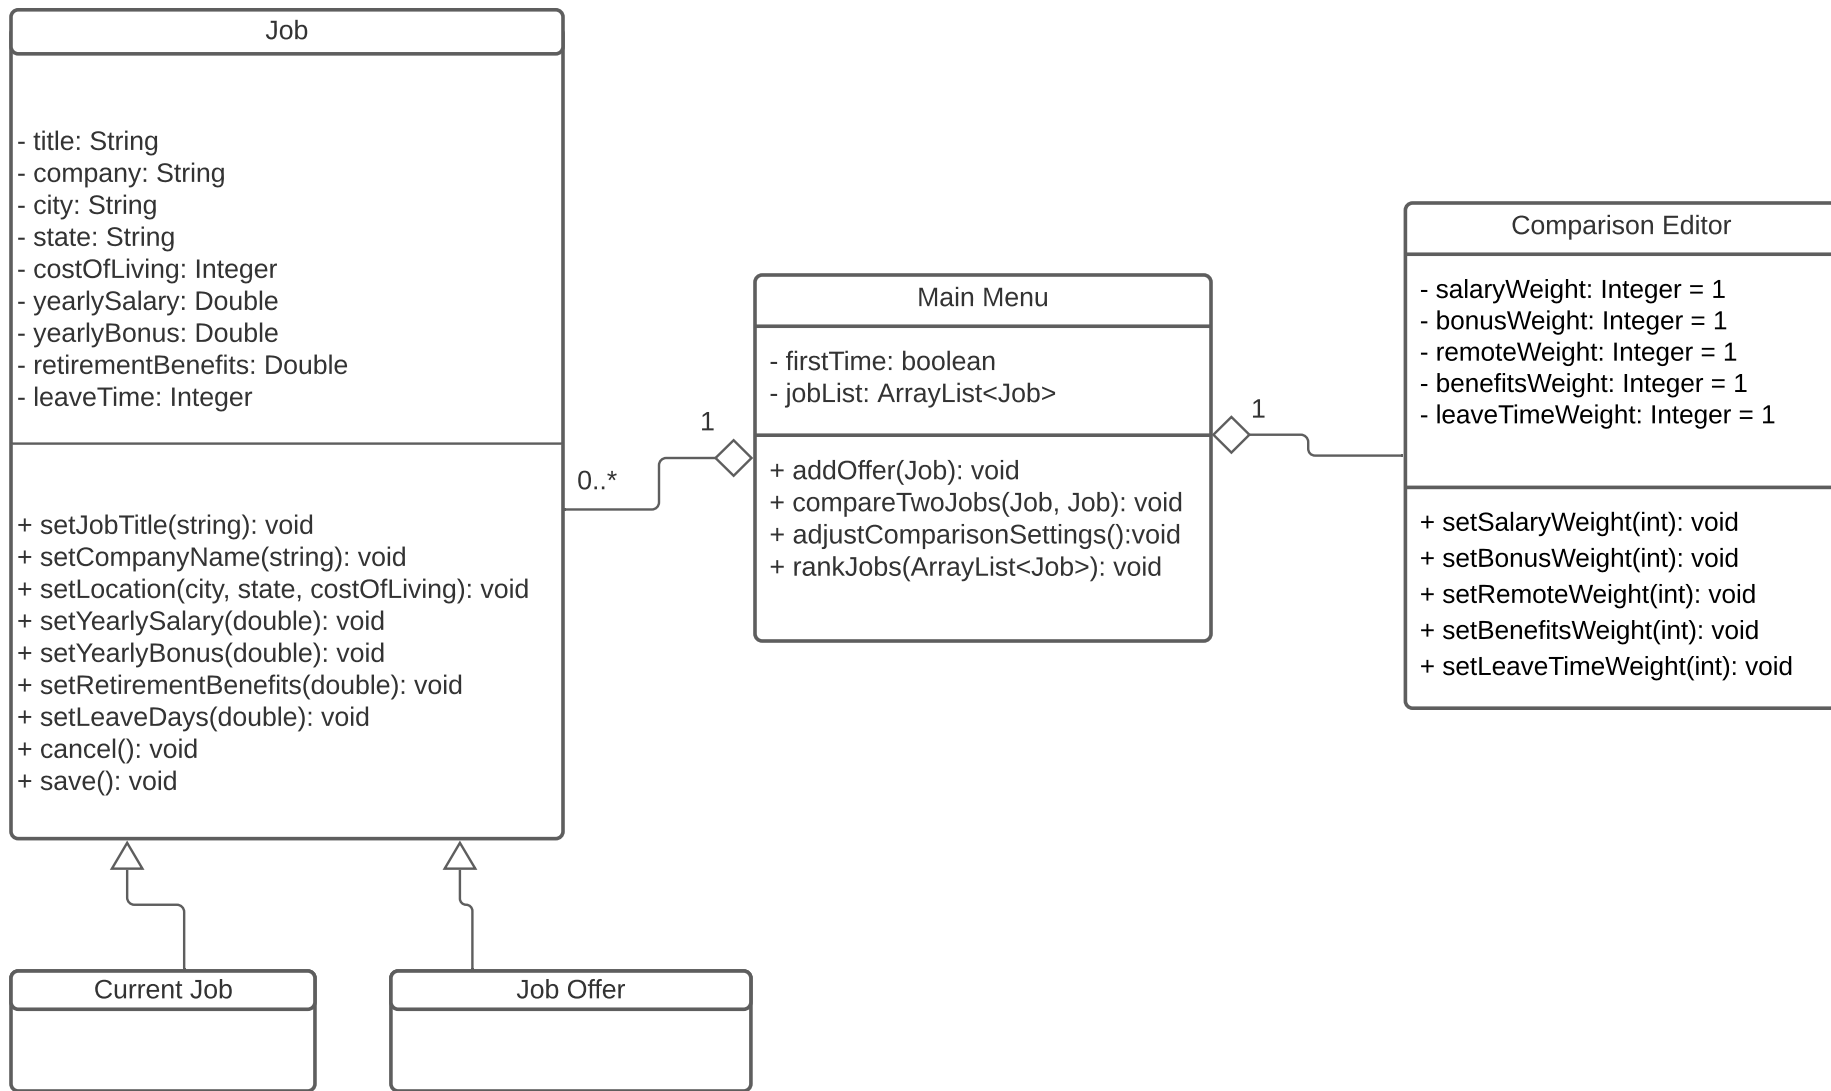 Job
- title: String
- company: String
- city: String
- state: String
- costOfLiving: Integer
- yearlySalary: Double
- yearlyBonus: Double
- retirementBenefits: Double
- leaveTime: Integer
+ setJobTitle(string): void
+ setCompanyName(string): void
+ setLocation(city, state, costOfLiving): void
+ setYearlySalary(double): void
+ setYearlyBonus(double): void
+ setRetirementBenefits(double): void
+ setLeaveDays(double): void
+ cancel(): void
+ save(): void
0..*
1
Main Menu
- firstTime: boolean
- jobList: ArrayList<Job>
+ addOffer(Job): void
+ compareTwoJobs(Job, Job): void
+ adjustComparisonSettings():void
+ rankJobs(ArrayList<Job>): void
1
Comparison Editor
- salaryWeight: Integer = 1
- bonusWeight: Integer = 1
- remoteWeight: Integer = 1
- benefitsWeight: Integer = 1
- leaveTimeWeight: Integer = 1
+ setSalaryWeight(int): void
+ setBonusWeight(int): void
+ setRemoteWeight(int): void
+ setBenefitsWeight(int): void
+ setLeaveTimeWeight(int): void
Current Job
Job Offer